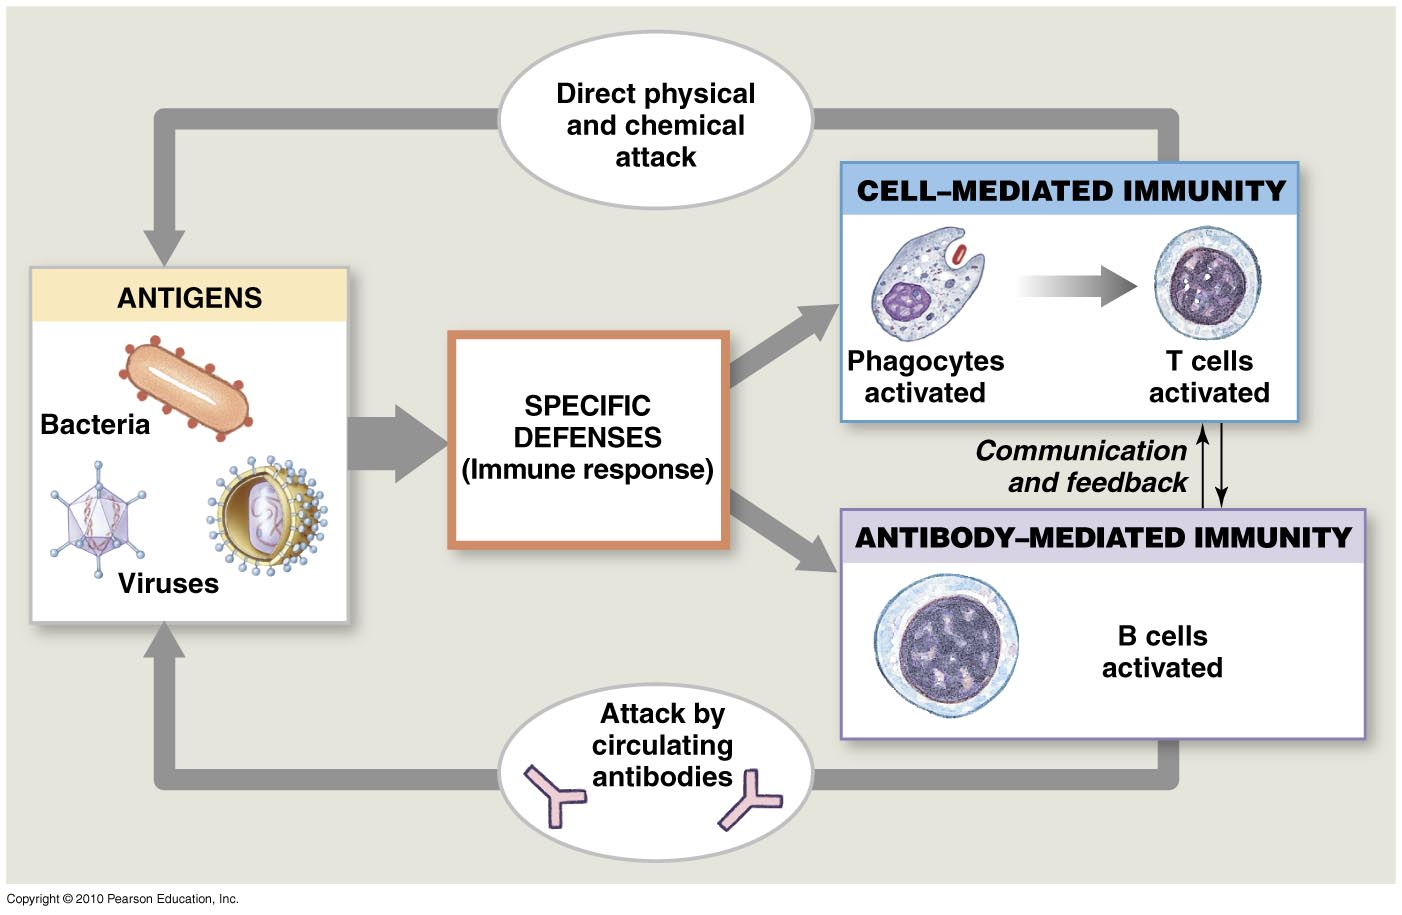 Direct physical
and chemical
attack
CELL–MEDIATED IMMUNITY
ANTIGENS
Phagocytes
activated
T cells
activated
Bacteria
SPECIFIC
DEFENSES
(Immune response)
Communication
and feedback
ANTIBODY–MEDIATED IMMUNITY
Viruses
B cells
activated
Attack by
circulating
antibodies
Copyright © 2010 Pearson Education, Inc.